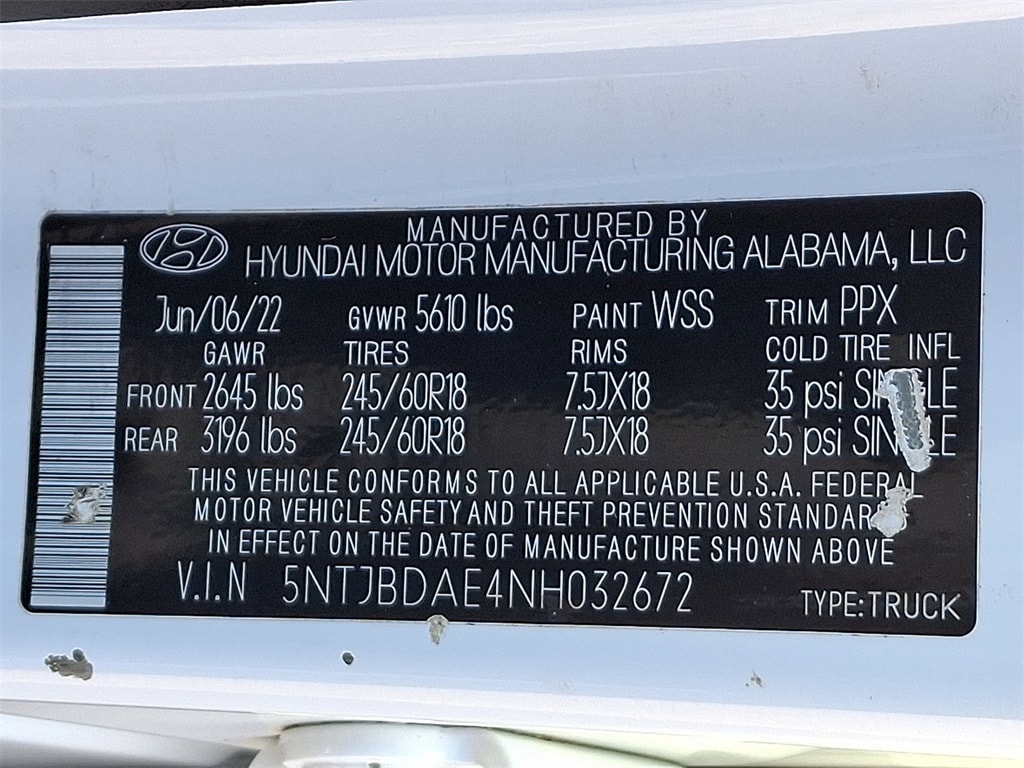 MANUFACTURED BY
HYUNDAI MOTOR MANUFACTURING ALABAMA, LLC
Jun/06/22 GVWR 5610 lbs PAINT WSS TRIM PPX
GAWR TIRES RIMS COLD TIRE INFL
FRONT 2645 lbs 245/60R18 7.5JX18 35 psi SINGLE
REAR 3196 lbs 245/60R18 7.5JX18 35 psi SINGLE
THIS VEHICLE CONFORMS TO ALL APPLICABLE U.S.A. FEDERAL
MOTOR VEHICLE SAFETY AND THEFT PREVENTION STANDARDS
IN EFFECT ON THE DATE OF MANUFACTURE SHOWN ABOVE
V.I.N 5NTJBDAE4NH032672 TYPE:TRUCK